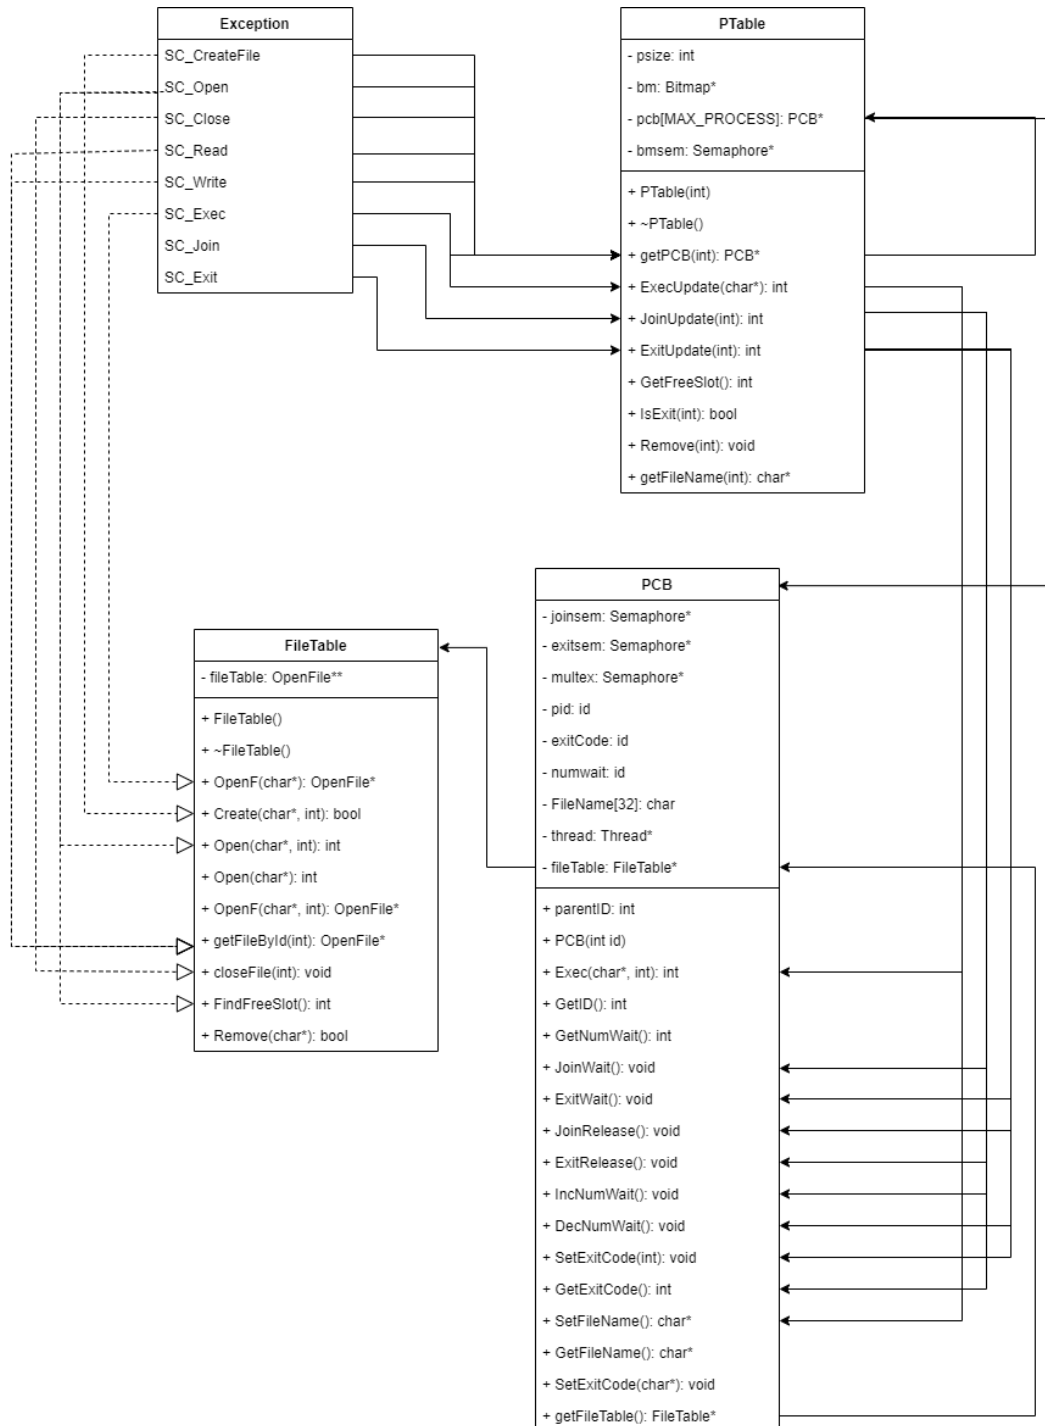 Exception
SC_CreateFile
SC_Open
SC_Close
SC_Read
SC_Write
SC_Exec
SC_Join
SC_Exit
PTable
- psize: int
- bm: Bitmap*
- pcb[MAX_PROCESS]: PCB*
- bmsem: Semaphore*
+ PTable(int)
+ ~PTable()
+ getPCB(int): PCB*
+ ExecUpdate(char*): int
+ JoinUpdate(int): int
+ ExitUpdate(int): int
+ GetFreeSlot(): int
+ IsExit(int): bool
+ Remove(int): void
+ getFileName(int): char*
FileTable
- fileTable: OpenFile**
+ FileTable()
+ ~FileTable()
+ OpenF(char*): OpenFile*
+ Create(char*, int): bool
+ Open(char*, int): int
+ Open(char*): int
+ OpenF(char*, int): OpenFile*
+ getFileById(int): OpenFile*
+ closeFile(int): void
+ FindFreeSlot(): int
+ Remove(char*): bool
PCB
- joinsem: Semaphore*
- exitsem: Semaphore*
- multex: Semaphore*
- pid: id
- exitCode: id
- numwait: id
- FileName[32]: char
- thread: Thread*
- fileTable: FileTable*
+ parentID: int
+ PCB(int id)
+ Exec(char*, int): int
+ GetID(): int
+ GetNumWait(): int
+ JoinWait(): void
+ ExitWait(): void
+ JoinRelease(): void
+ ExitRelease(): void
+ IncNumWait(): void
+ DecNumWait(): void
+ SetExitCode(int): void
+ GetExitCode(): int
+ SetFileName(): char*
+ GetFileName(): char*
+ SetExitCode(char*): void
+ getFileTable(): FileTable*